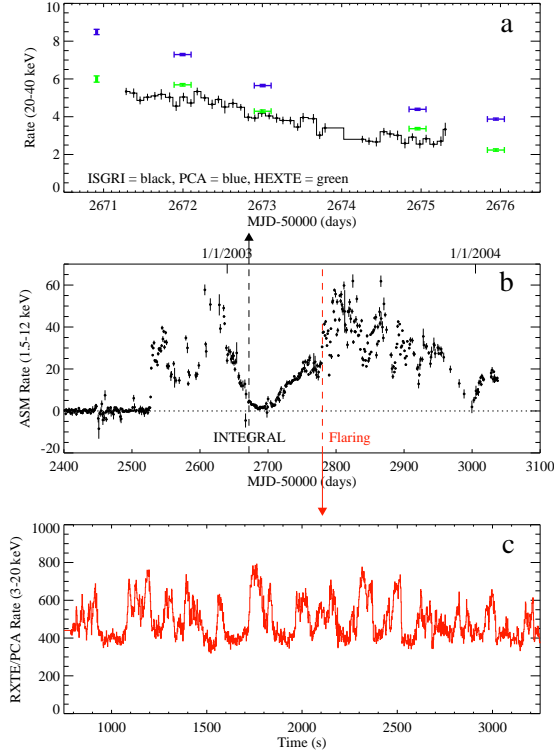 10
8
6
4
2
0
Rate (20-40 keV)
a
ISGRI = black, PCA = blue, HEXTE = green
2671 2672 2673 2674 2675 2676
MJD-50000 (days)
1/1/2003 1/1/2004
60
40
20
0
-20
ASM Rate (1.5-12 keV)
b
INTEGRAL Flaring
2400 2500 2600 2700 2800 2900 3000 3100
MJD-50000 (days)
1000
800
600
400
200
0
RXTE/PCA Rate (3-20 keV)
c
1000 1500 2000 2500 3000
Time (s)